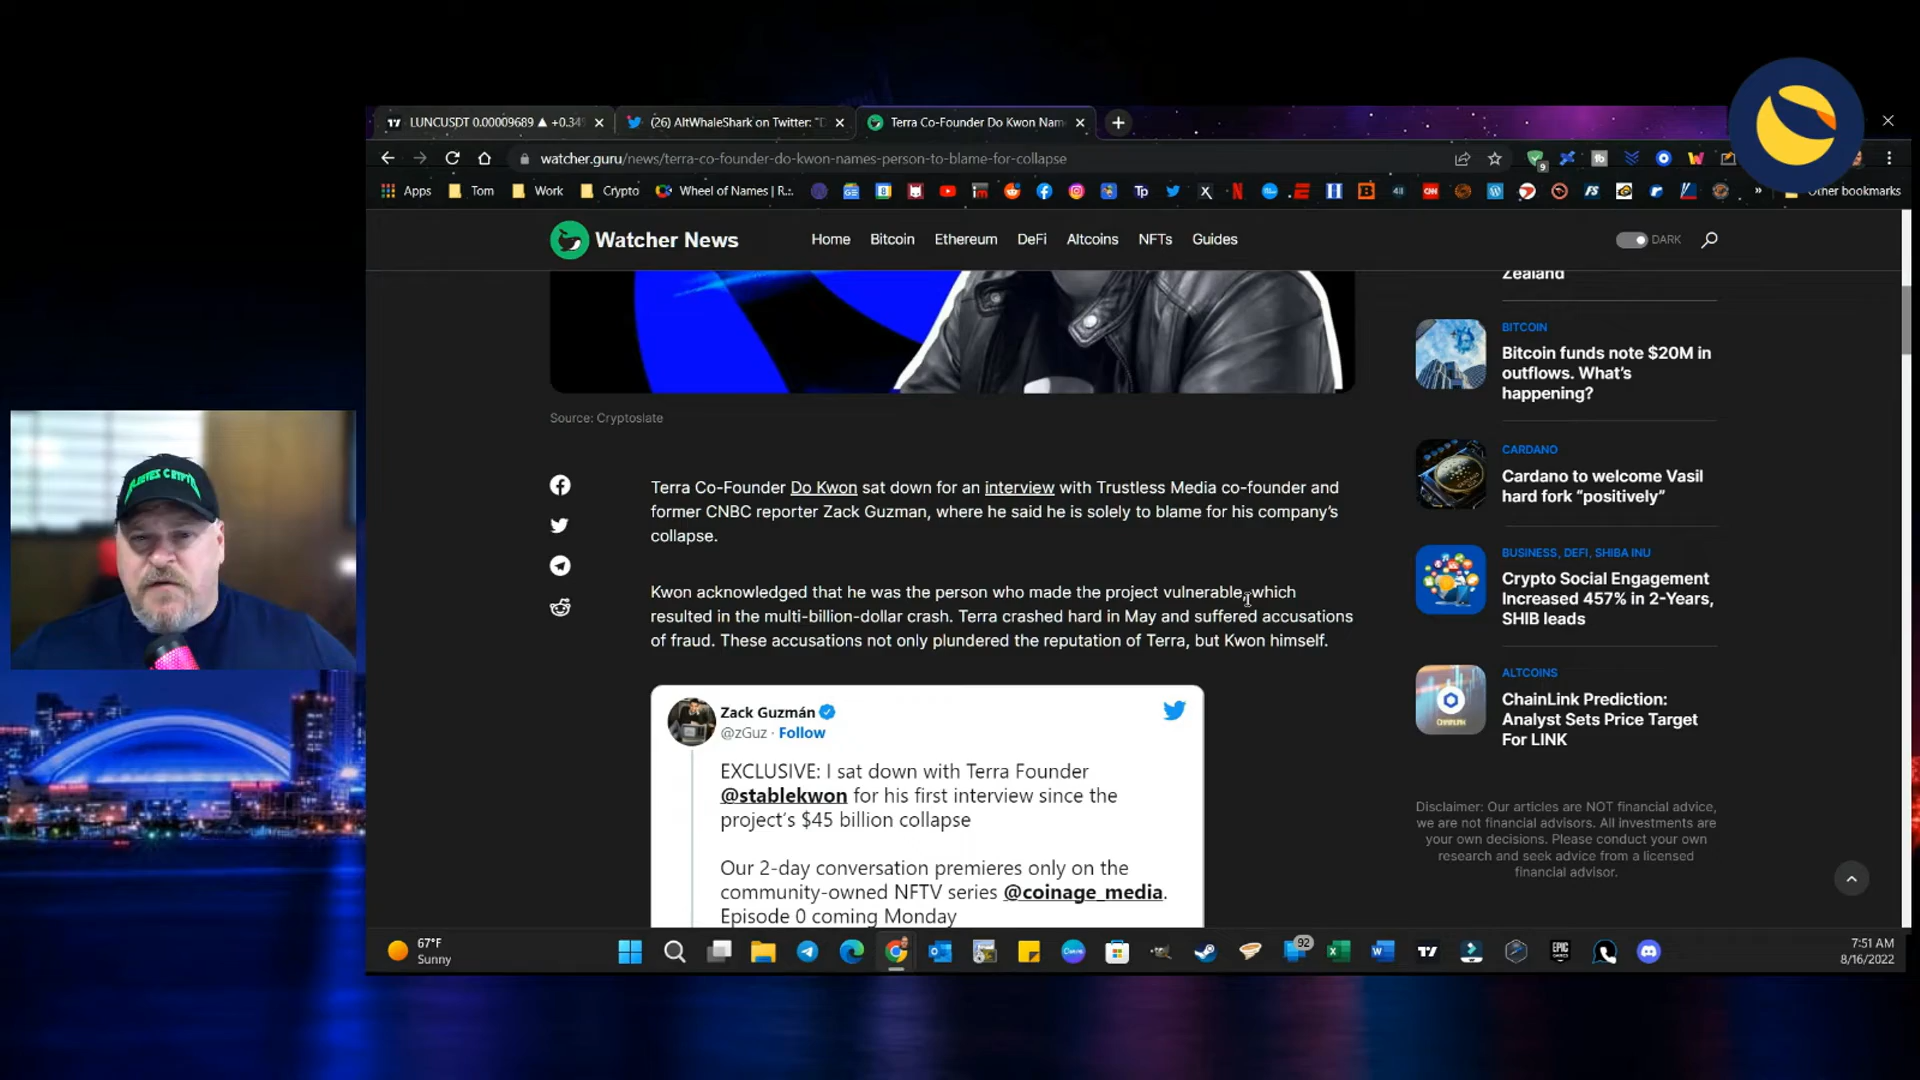 LUNCUSDT 0.00009689 ▲ +0.34
(26) AltWhaleShark on Twitter: "D
Terra Co-Founder Do Kwon Nam
watcher.guru/news/terra-co-founder-do-kwon-names-person-to-blame-for-collapse
9
Apps
Tom
Work
Crypto
Wheel of Names | R...
Tp
CNN
FS
»
Other bookmarks
Watcher News
Home
Bitcoin
Ethereum
DeFi
Altcoins
NFTs
Guides
DARK
Zealand
BITCOIN
Bitcoin funds note $20M in
outflows. What's
happening?
Source: Cryptoslate
CARDANO
Cardano to welcome Vasil
hard fork “positively”
Terra Co-Founder Do Kwon sat down for an interview with Trustless Media co-founder and
former CNBC reporter Zack Guzman, where he said he is solely to blame for his company's
collapse.
BUSINESS, DEFI, SHIBA INU
Crypto Social Engagement
Increased 457% in 2-Years,
SHIB leads
Kwon acknowledged that he was the person who made the project vulnerable, which
resulted in the multi-billion-dollar crash. Terra crashed hard in May and suffered accusations
of fraud. These accusations not only plundered the reputation of Terra, but Kwon himself.
ALTCOINS
ChainLink Prediction:
Analyst Sets Price Target
For LINK
Zack Guzmán
@zGuz · Follow
EXCLUSIVE: I sat down with Terra Founder
@stablekwon for his first interview since the
project's $45 billion collapse
Our 2-day conversation premieres only on the
community-owned NFTV series @coinage_media.
Episode 0 coming Monday
Disclaimer: Our articles are NOT financial advice,
we are not financial advisors. All investments are
your own decisions. Please conduct your own
research and seek advice from a licensed
financial advisor.
67°F
Sunny
92
EPIC
7:51 AM
8/16/2022